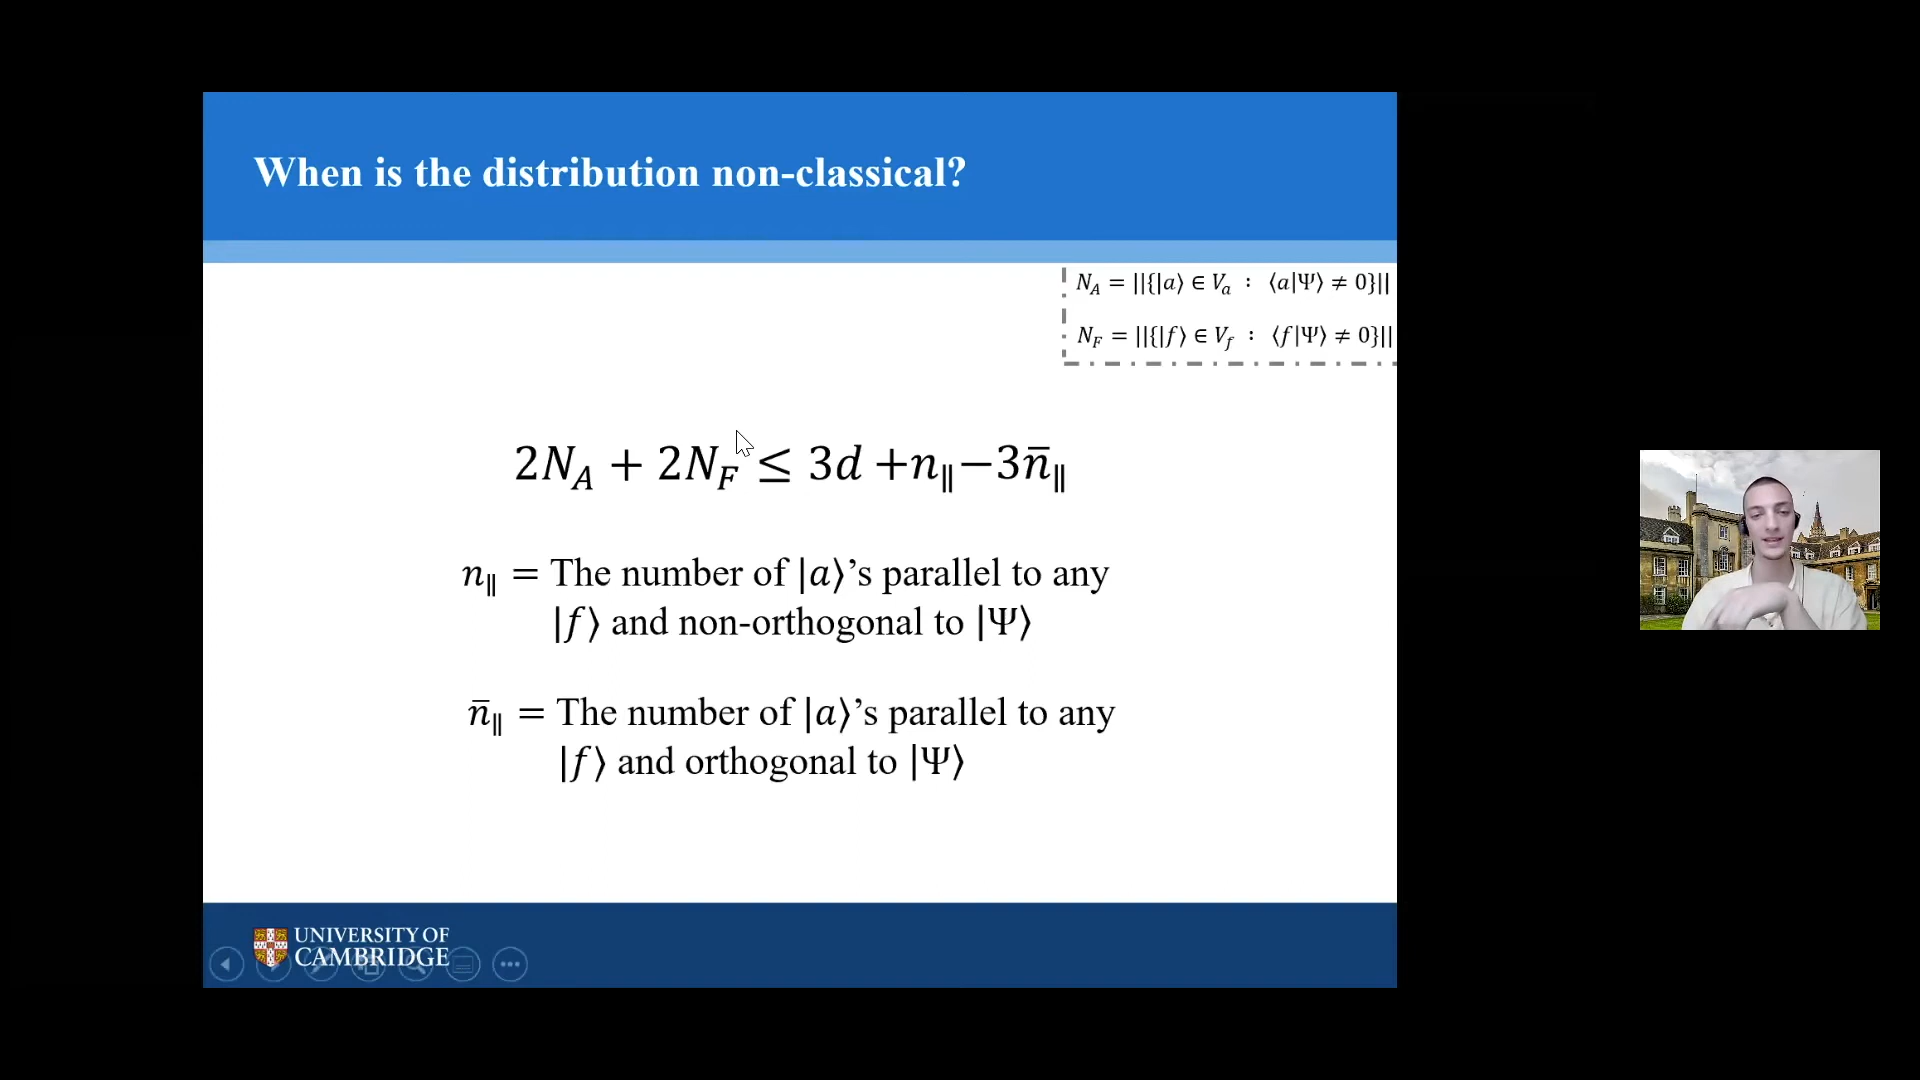 When is the distribution non-classical?
N_A = ||{|a⟩ ∈ V_a : ⟨a|Ψ⟩ ≠ 0}||
N_F = ||{|f⟩ ∈ V_f : ⟨f|Ψ⟩ ≠ 0}||
2N_A + 2N_F ≤ 3d +n_∥−3n̄_∥
n_∥ = The number of |a⟩’s parallel to any
|f⟩ and non-orthogonal to |Ψ⟩
n̄_∥ = The number of |a⟩’s parallel to any
|f⟩ and orthogonal to |Ψ⟩
UNIVERSITY OF
CAMBRIDGE